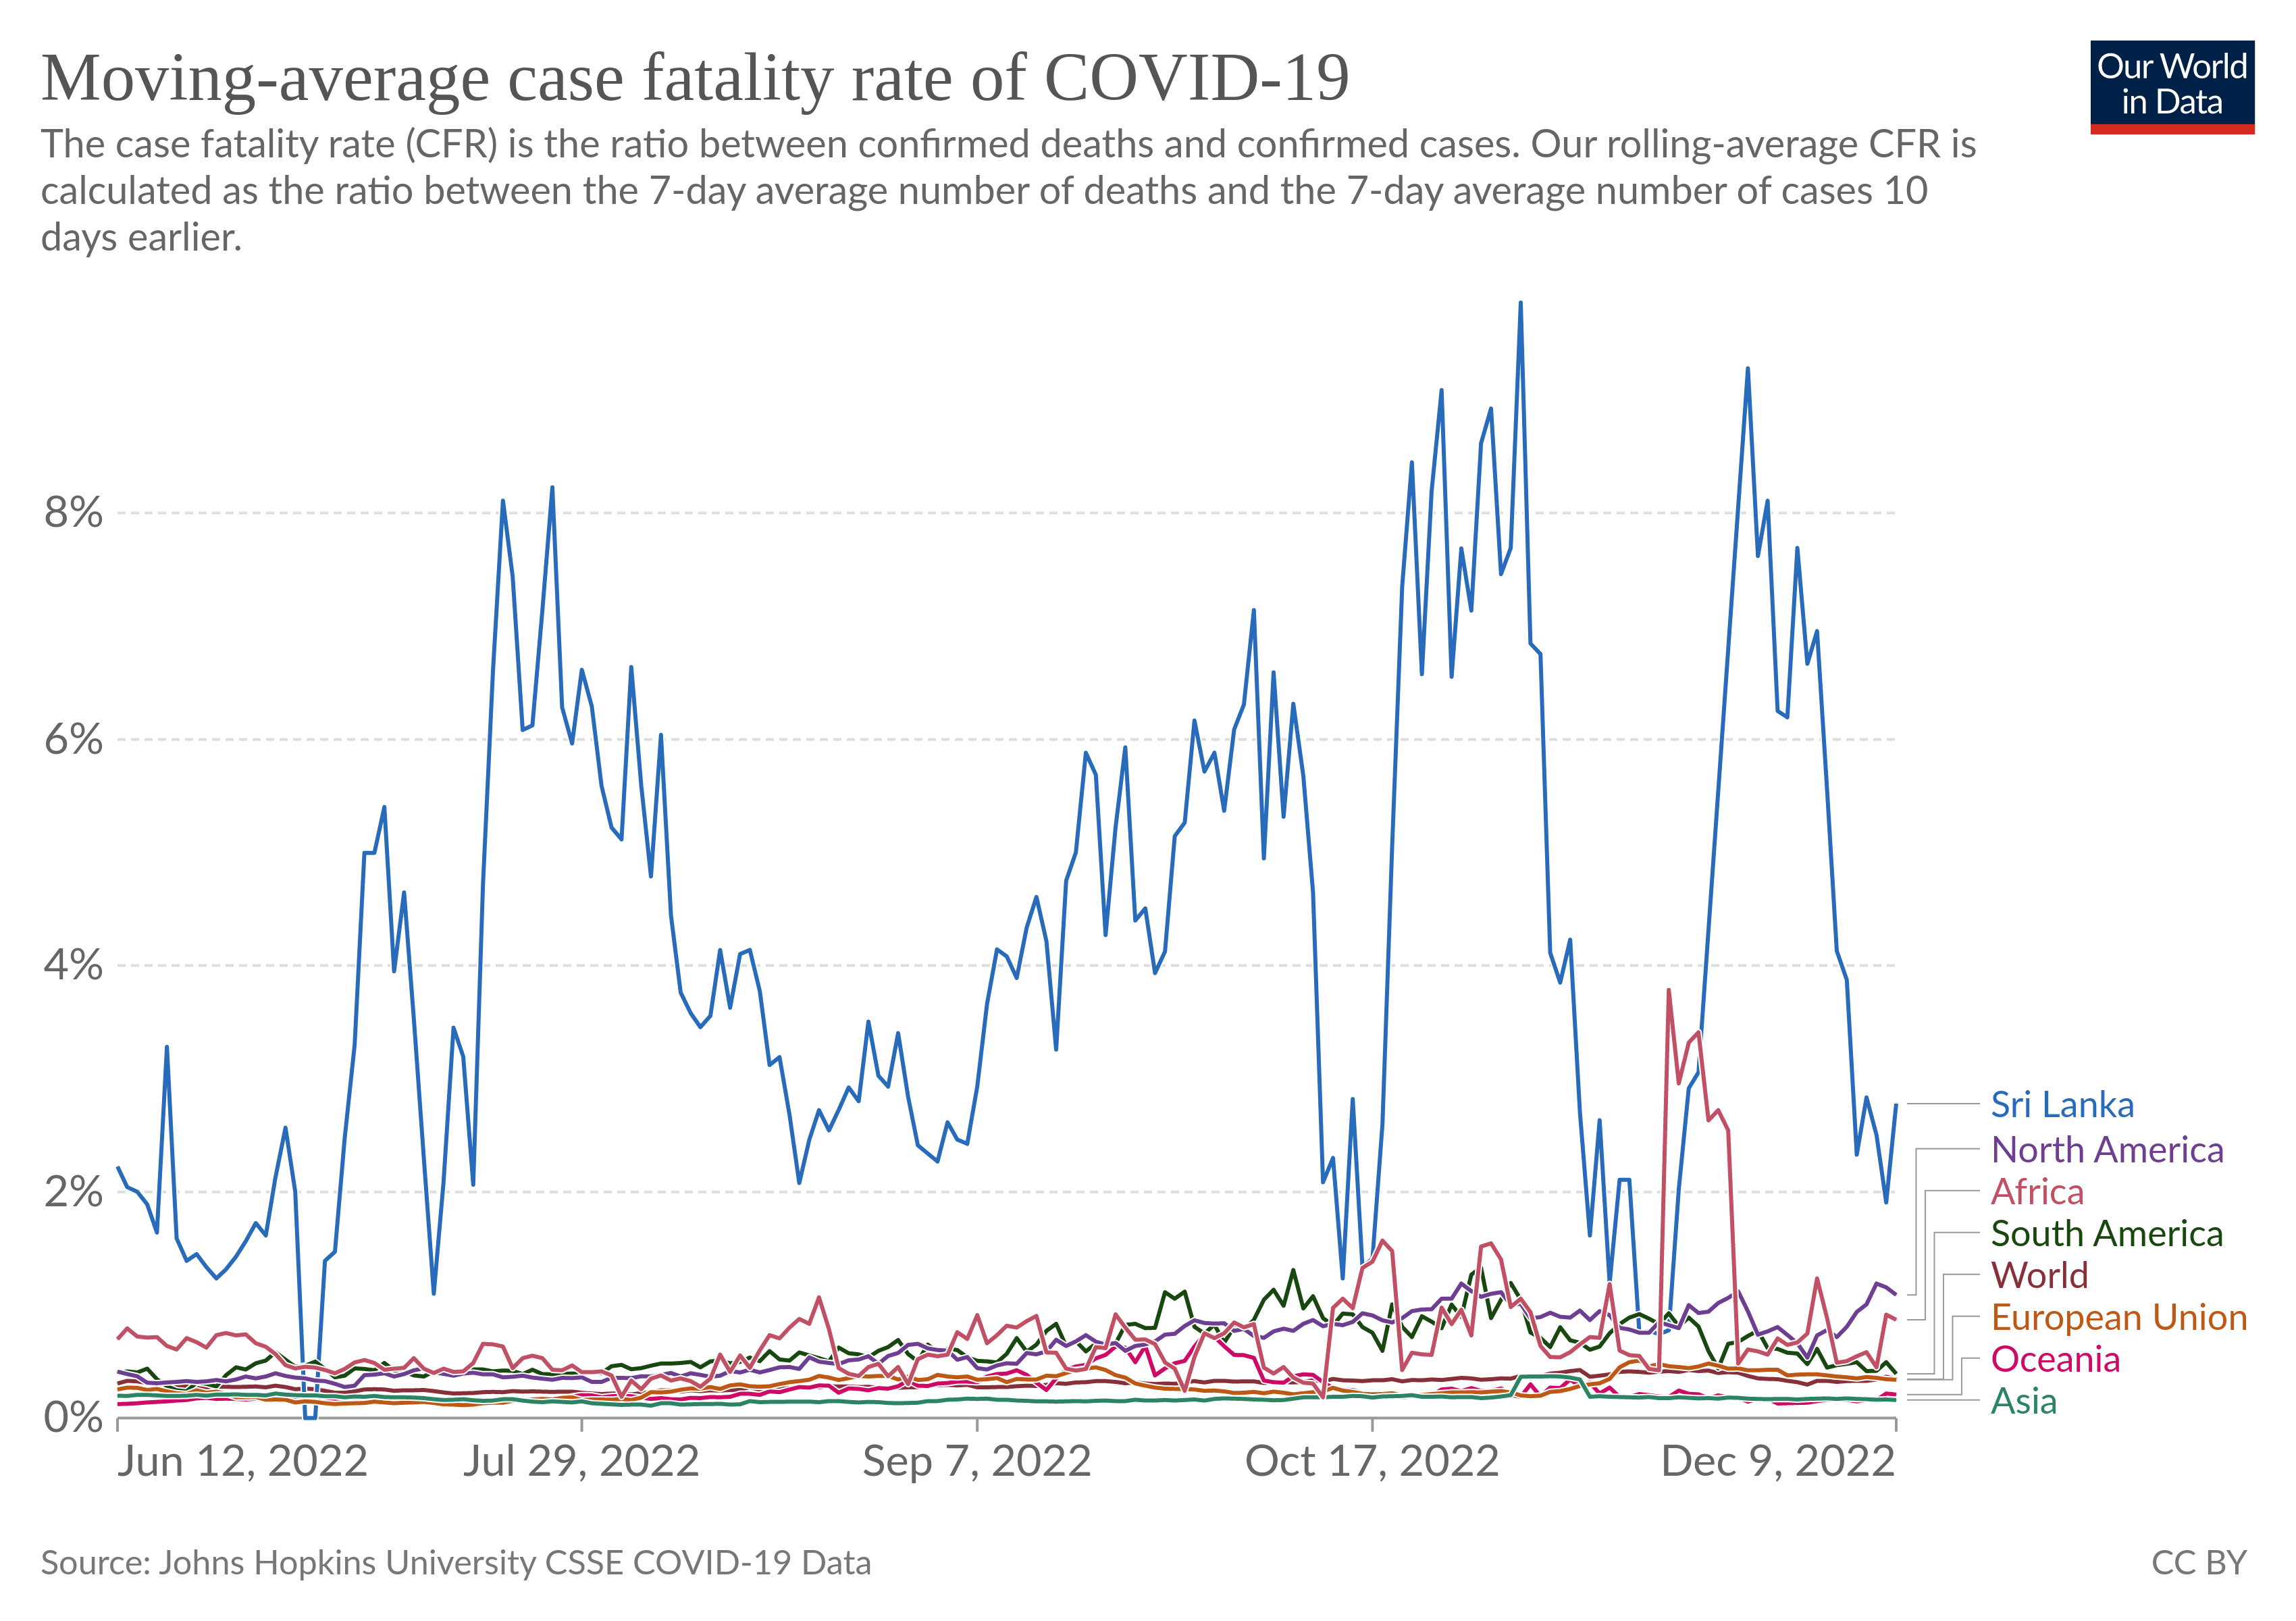 Moving-average case fatality rate of COVID-19
Our World
in Data
The case fatality rate (CFR) is the ratio between confirmed deaths and confirmed cases. Our rolling-average CFR is
calculated as the ratio between the 7-day average number of deaths and the 7-day average number of cases 10
days earlier.
8%
6%
4%
2%
0%
Sri Lanka
North America
Africa
South America
World
European Union
Oceania
Asia
Jun 12, 2022
Jul 29, 2022
Sep 7, 2022
Oct 17, 2022
Dec 9, 2022
Source: Johns Hopkins University CSSE COVID-19 Data
CC BY